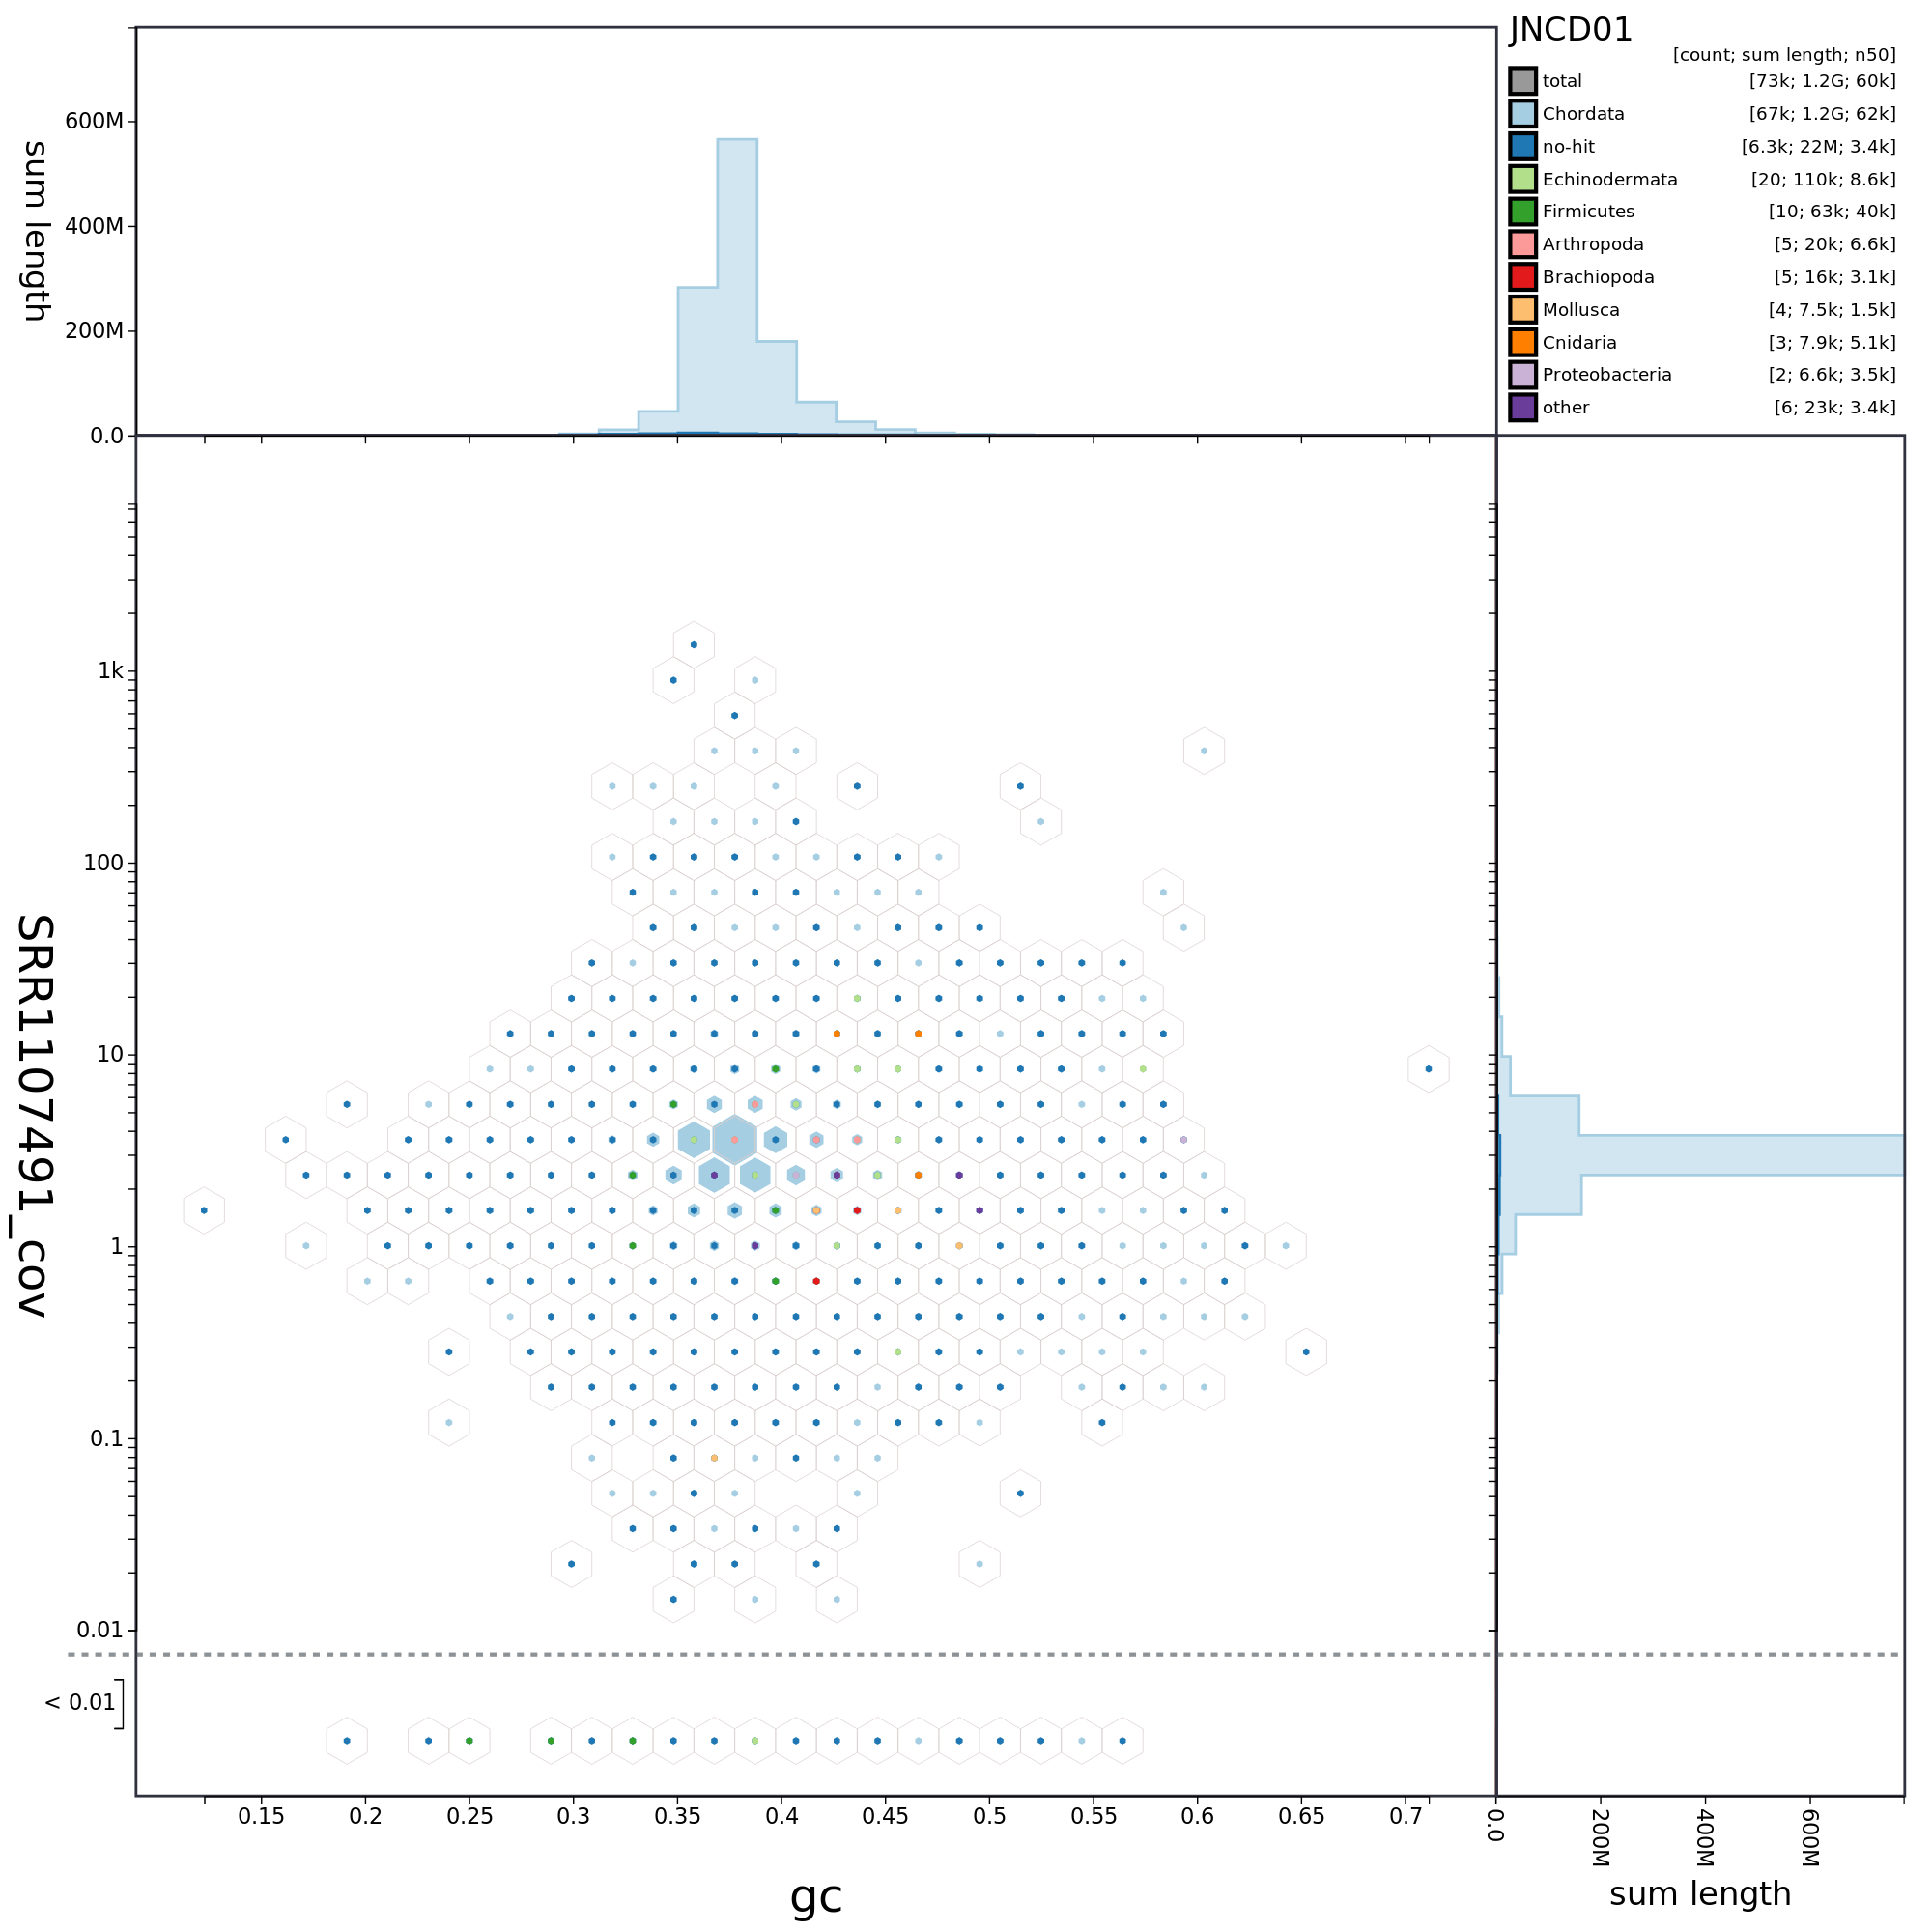 JNCD01
[count; sum length; n50]
total [73k; 1.2G; 60k]
Chordata [67k; 1.2G; 62k]
no-hit [6.3k; 22M; 3.4k]
Echinodermata [20; 110k; 8.6k]
Firmicutes [10; 63k; 40k]
Arthropoda [5; 20k; 6.6k]
Brachiopoda [5; 16k; 3.1k]
Mollusca [4; 7.5k; 1.5k]
Cnidaria [3; 7.9k; 5.1k]
Proteobacteria [2; 6.6k; 3.5k]
other [6; 23k; 3.4k]
sum length
600M
400M
200M
0.0
SRR1107491_cov
1k
100
10
1
0.1
0.01
< 0.01
0.15 0.2 0.25 0.3 0.35 0.4 0.45 0.5 0.55 0.6 0.65 0.7
gc
0.0 200M 400M 600M
sum length